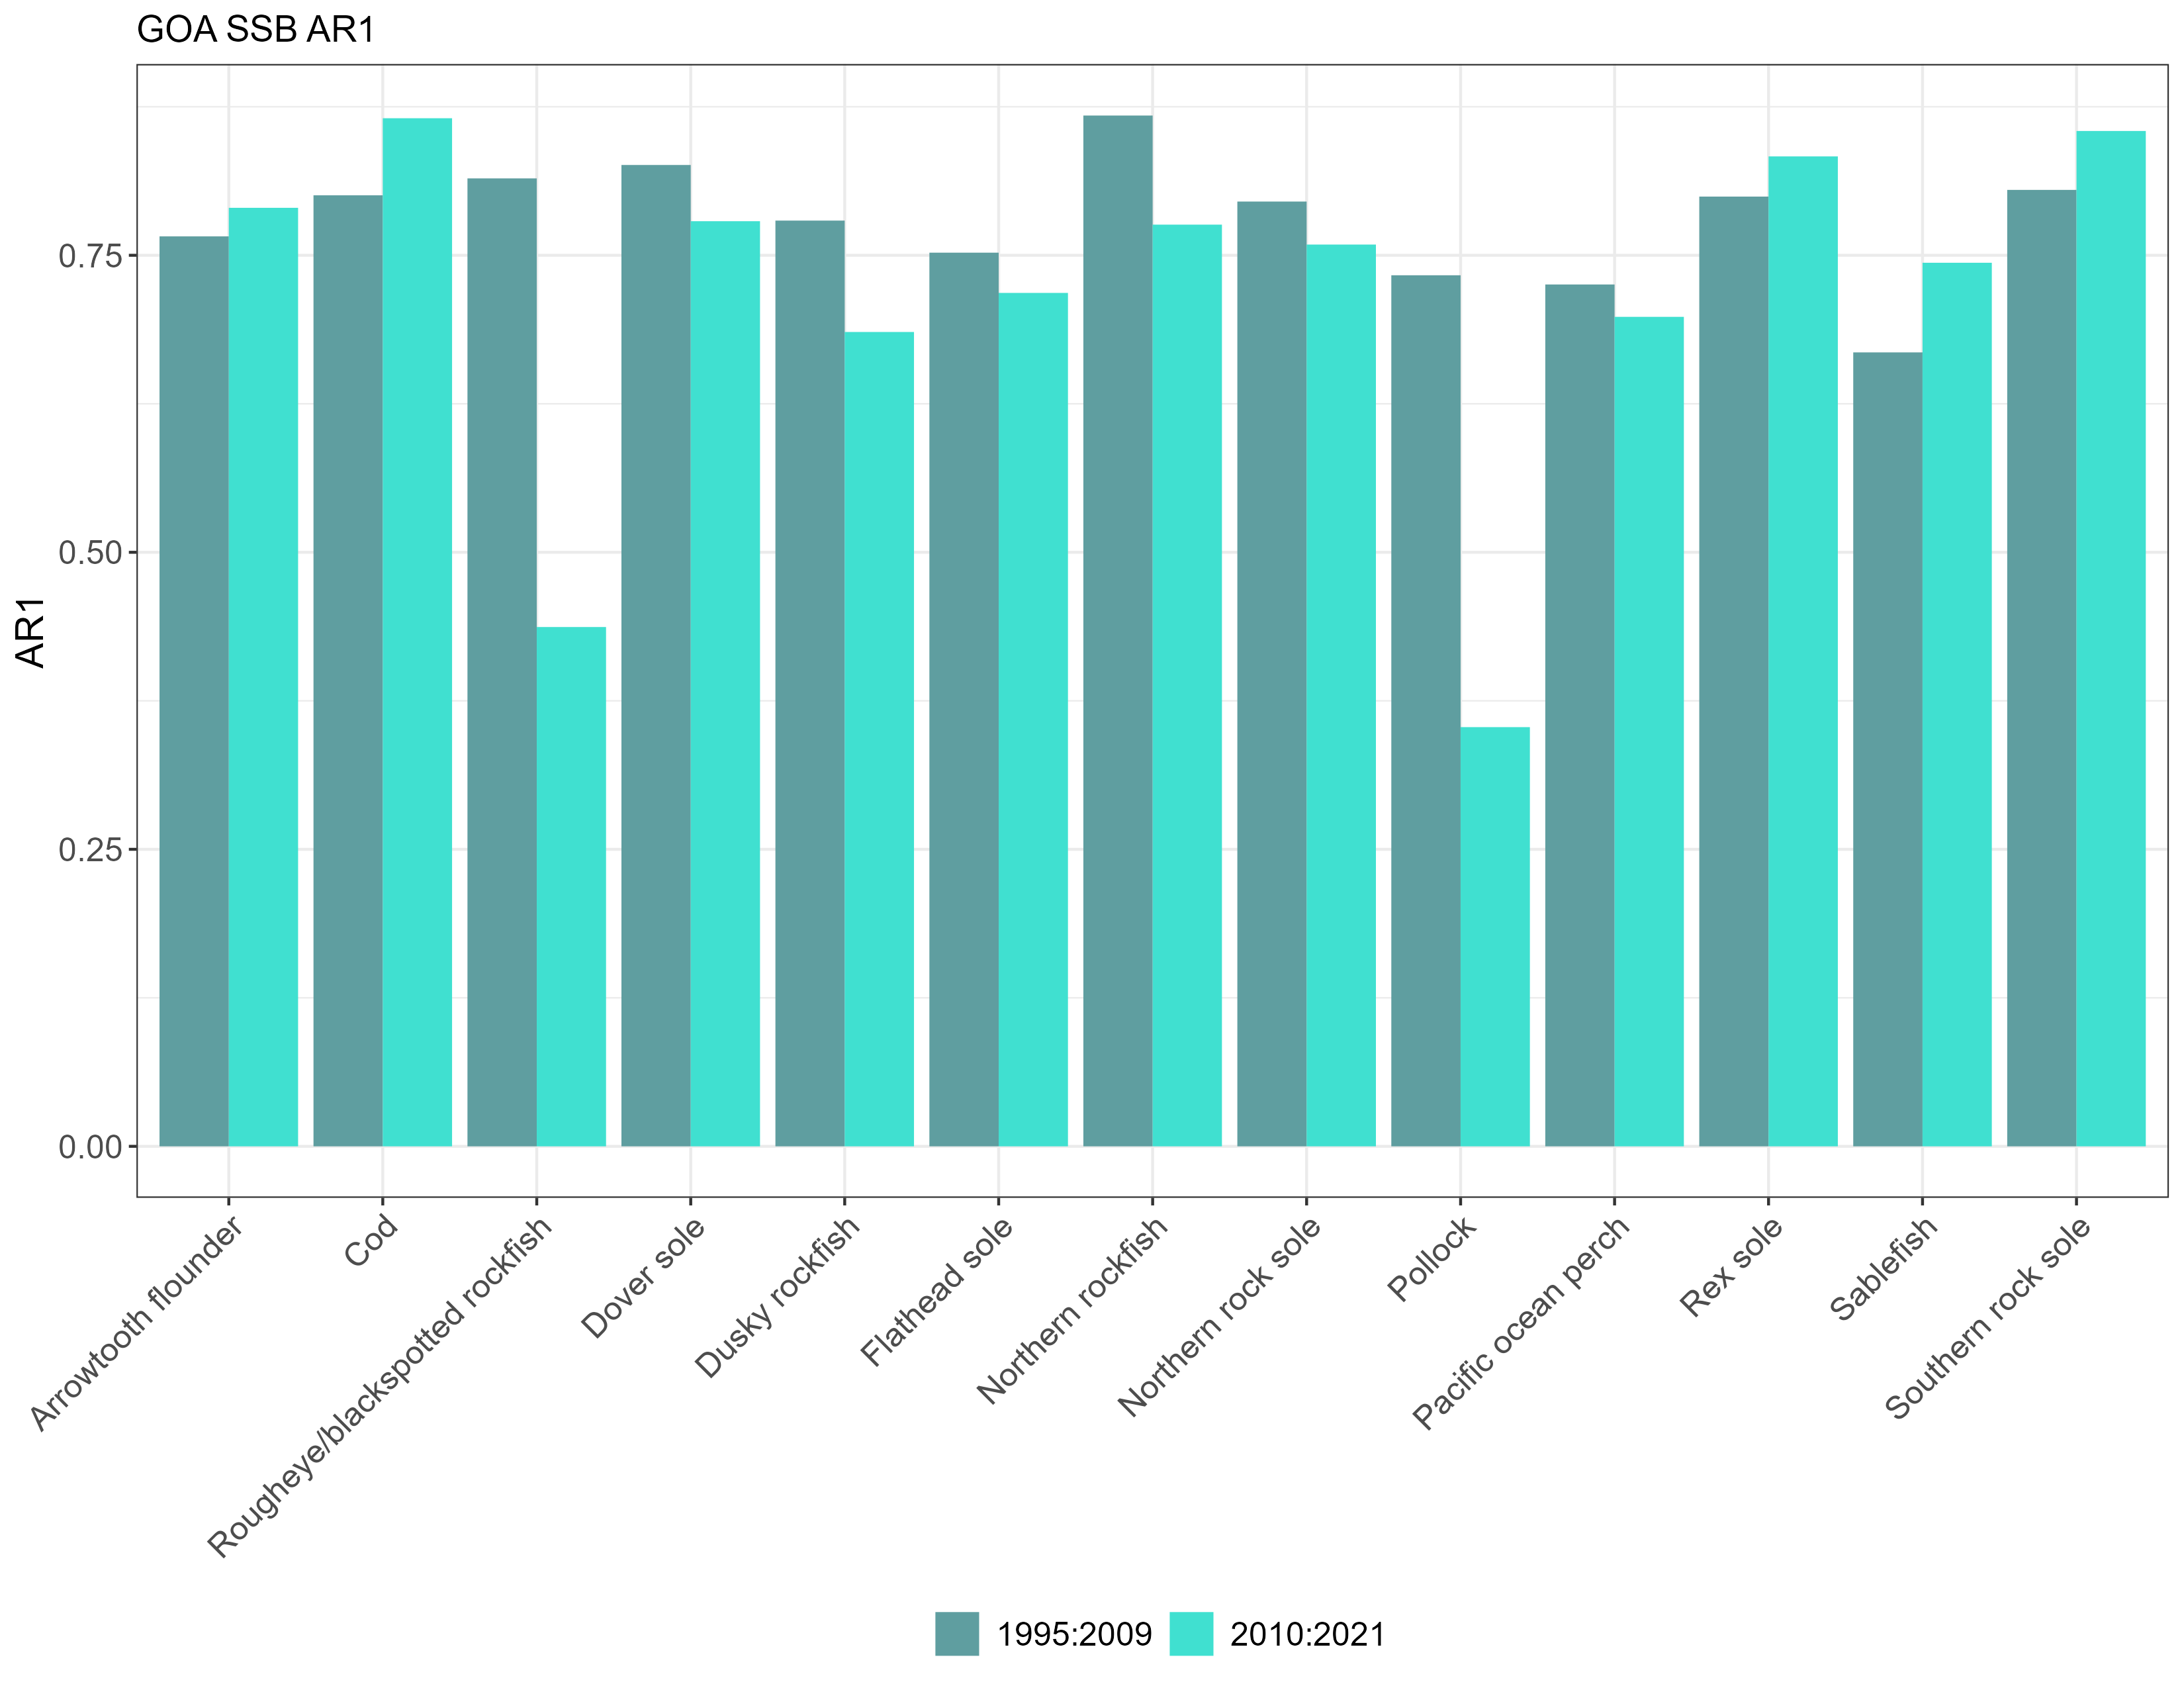 GOA SSB AR1
AR1
0.75
0.50
0.25
0.00
Arrowtooth flounder
Cod
Rougheye/blackspotted rockfish
Dover sole
Dusky rockfish
Flathead sole
Northern rockfish
Northern rock sole
Pollock
Pacific ocean perch
Rex sole
Sablefish
Southern rock sole
1995:2009
2010:2021